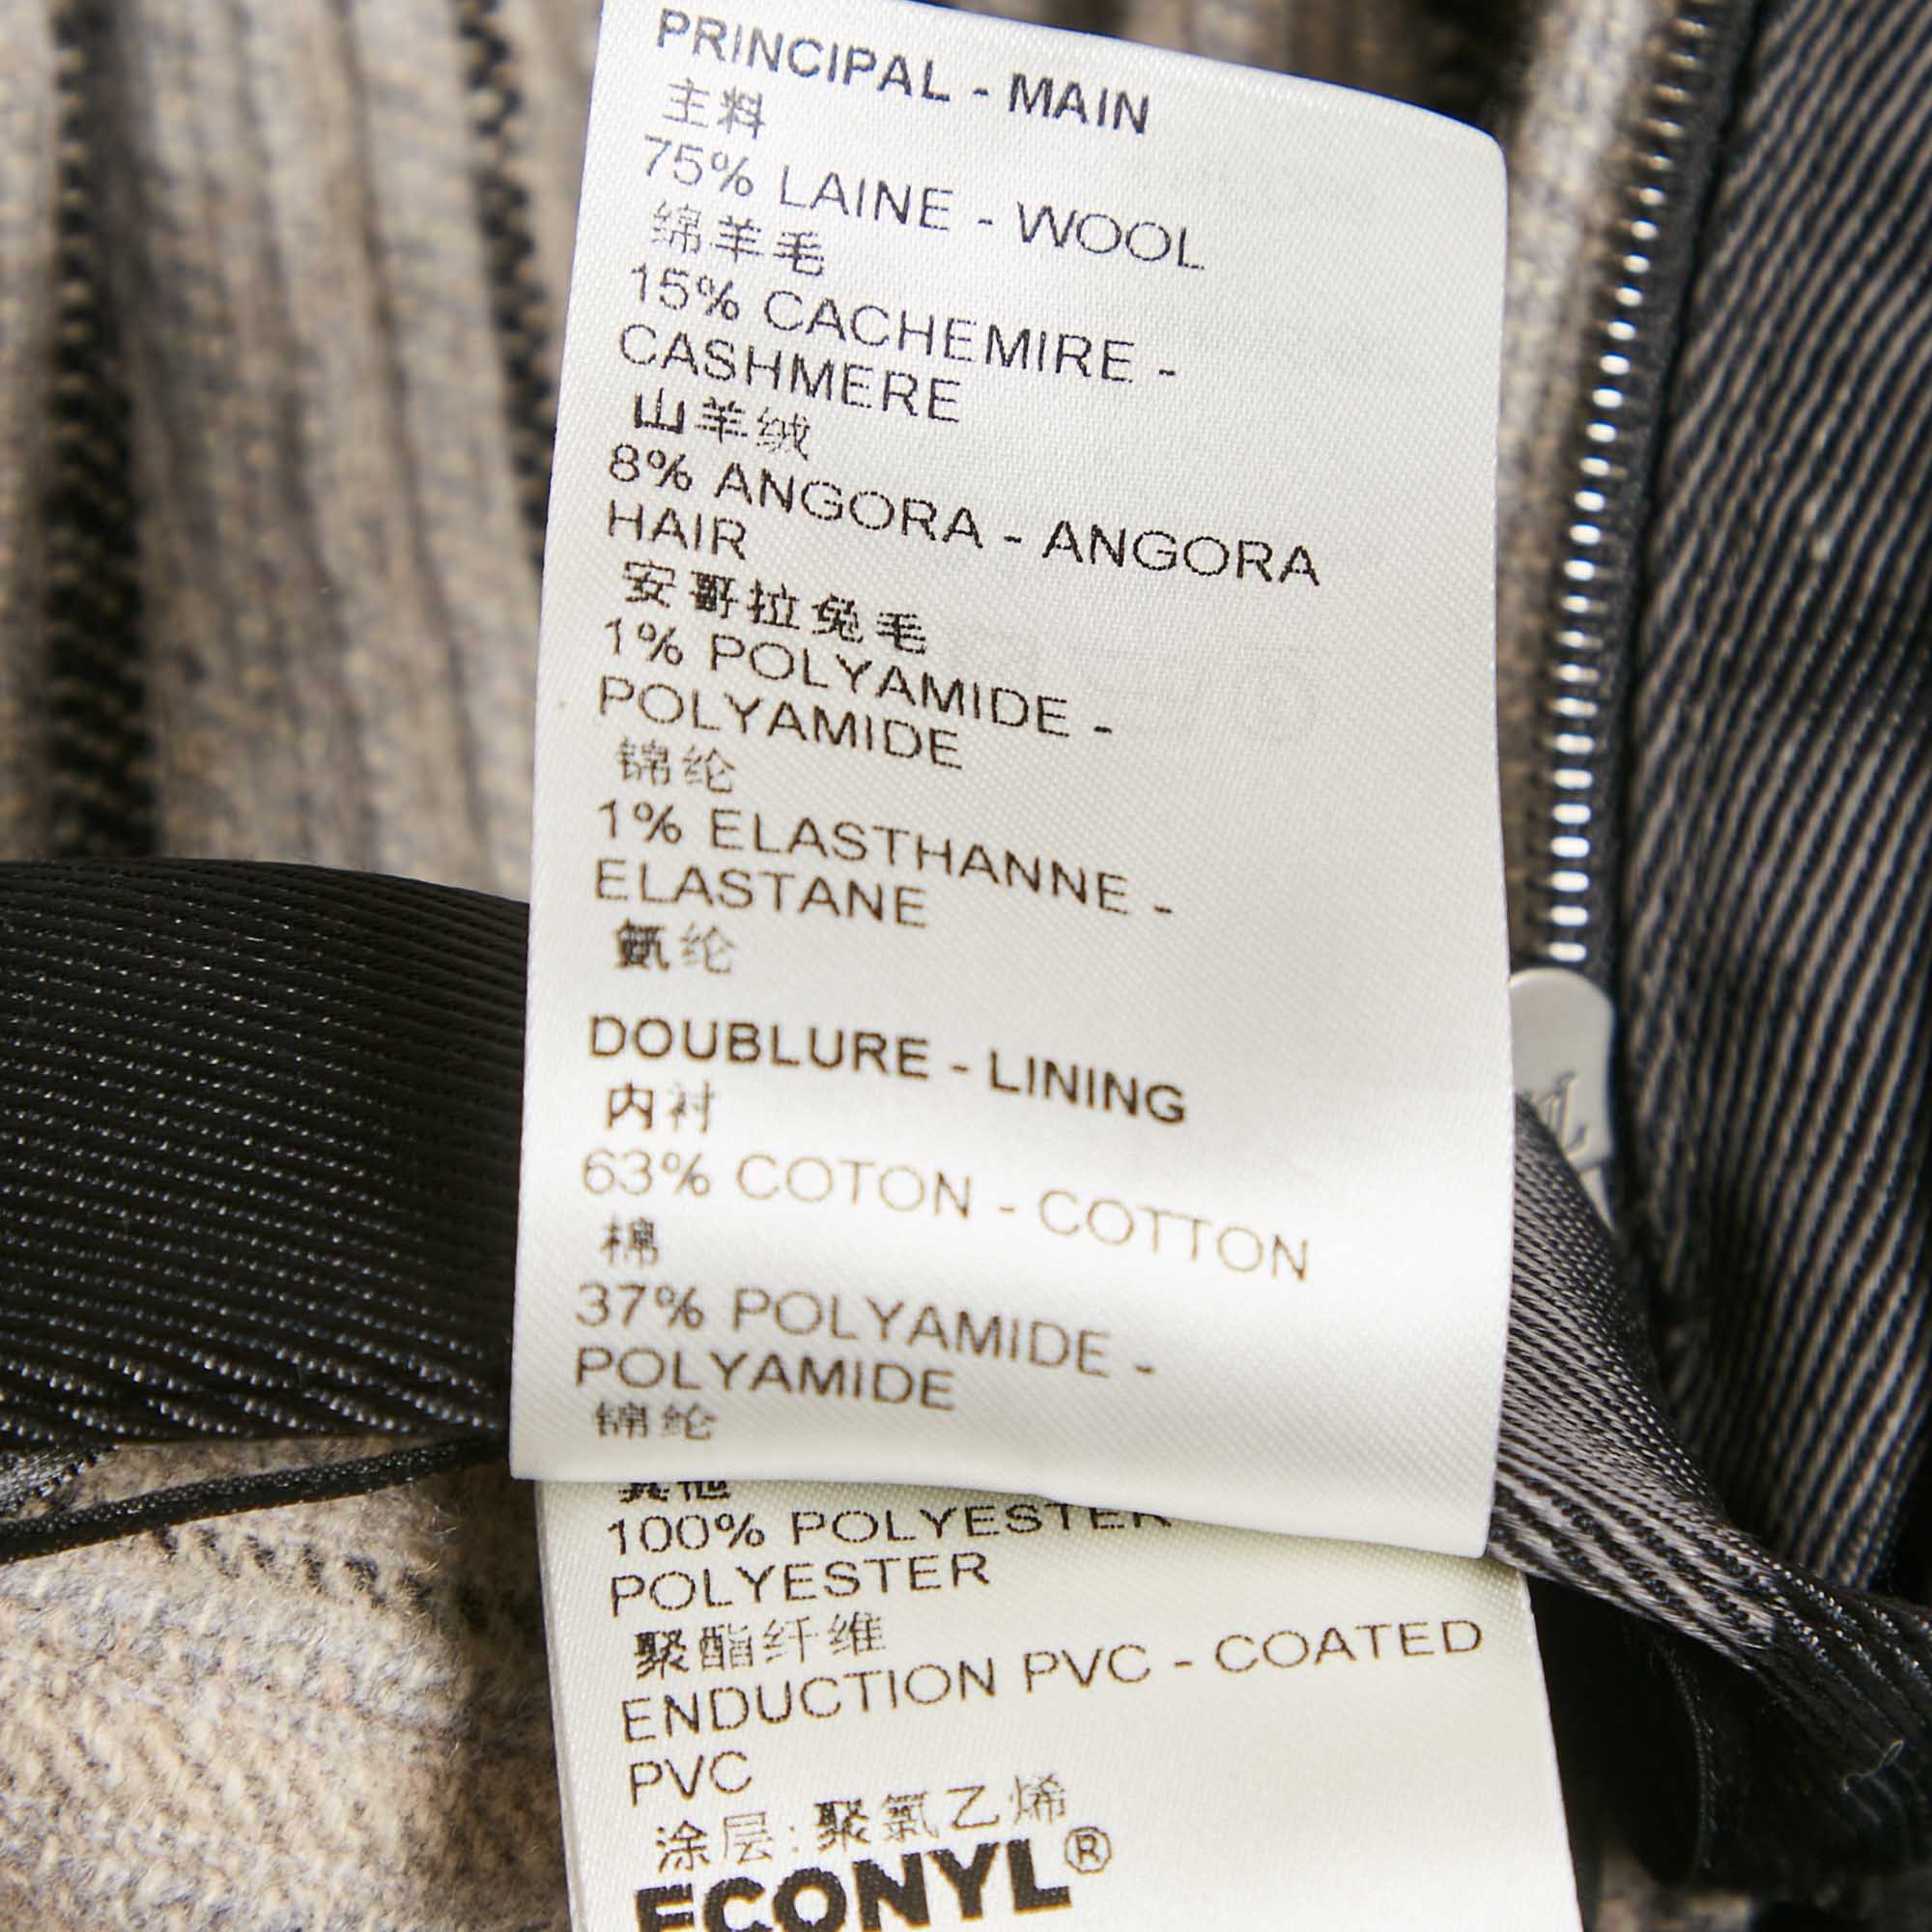 PRINCIPAL - MAIN
主料
75% LAINE - WOOL
绵羊毛
15% CACHEMIRE -
CASHMERE
山羊绒
8% ANGORA - ANGORA
HAIR
安哥拉兔毛
1% POLYAMIDE -
POLYAMIDE
锦纶
1% ELASTHANNE -
ELASTANE
氨纶
DOUBLURE - LINING
内衬
63% COTON - COTTON
棉
37% POLYAMIDE -
POLYAMIDE
锦纶
其他
100% POLYESTER
POLYESTER
聚酯纤维
ENDUCTION PVC - COATED
PVC
涂层:聚氯乙烯
ECONYL®